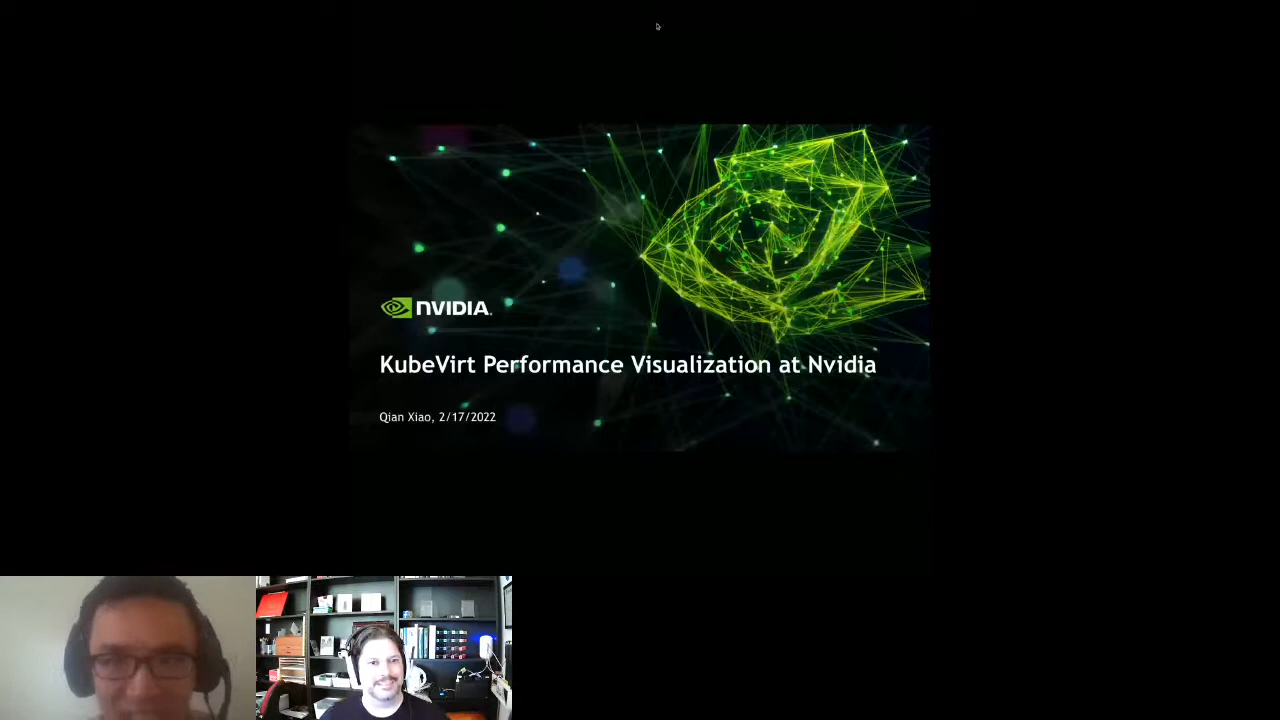 NVIDIA.
KubeVirt Performance Visualization at Nvidia
Qian Xiao, 2/17/2022